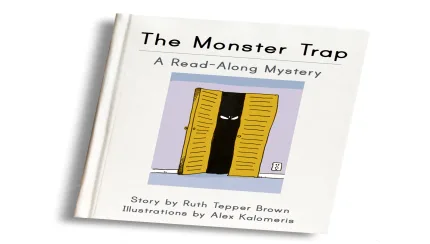 The Monster Trap
A Read-Along Mystery
Story by Ruth Tepper Brown
Illustrations by Alex Kalomeris